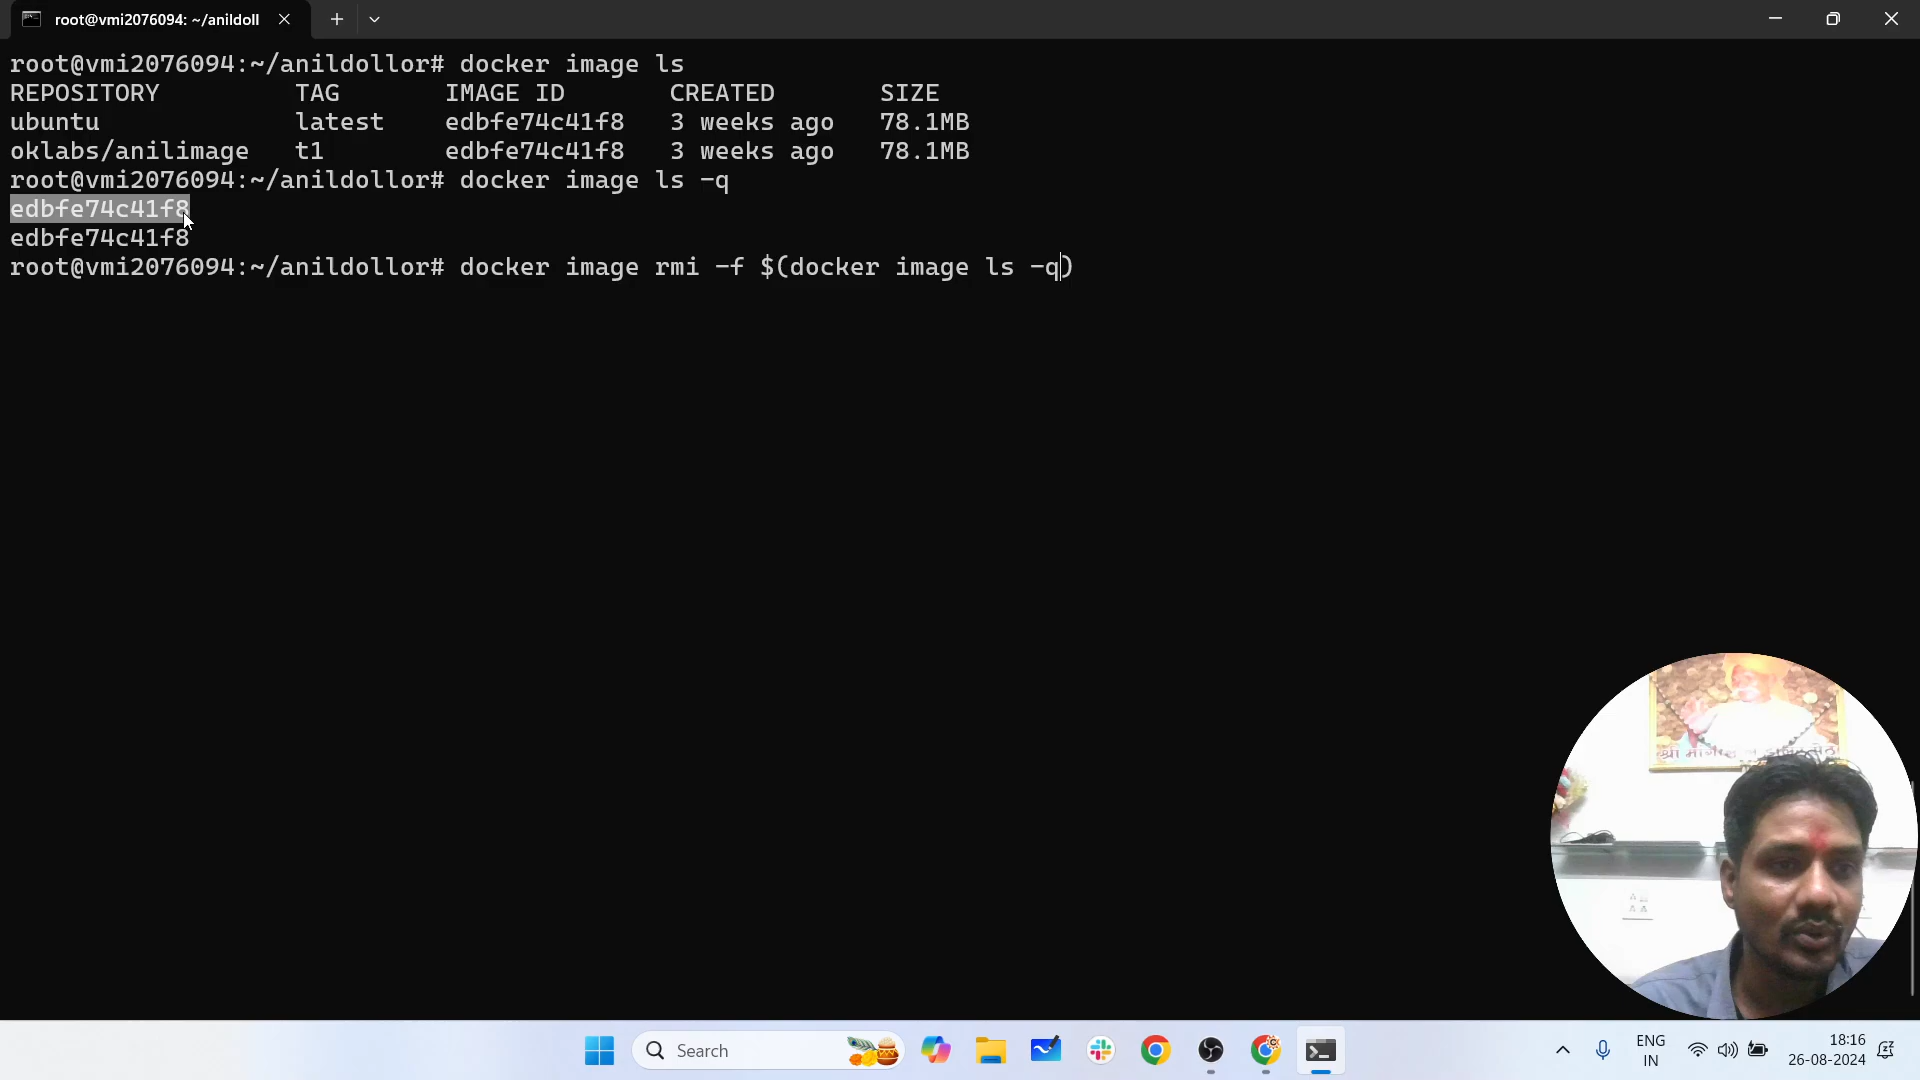 root@vmi2076094: ~/anildoll
root@vmi2076094:~/anildollor# docker image ls
REPOSITORY TAG IMAGE ID CREATED SIZE
ubuntu latest edbfe74c41f8 3 weeks ago 78.1MB
oklabs/anilimage t1 edbfe74c41f8 3 weeks ago 78.1MB
root@vmi2076094:~/anildollor# docker image ls -q
edbfe74c41f8
edbfe74c41f8
root@vmi2076094:~/anildollor# docker image rmi -f $(docker image ls -q)
श्री
Search
ENG
IN
18:16
26-08-2024